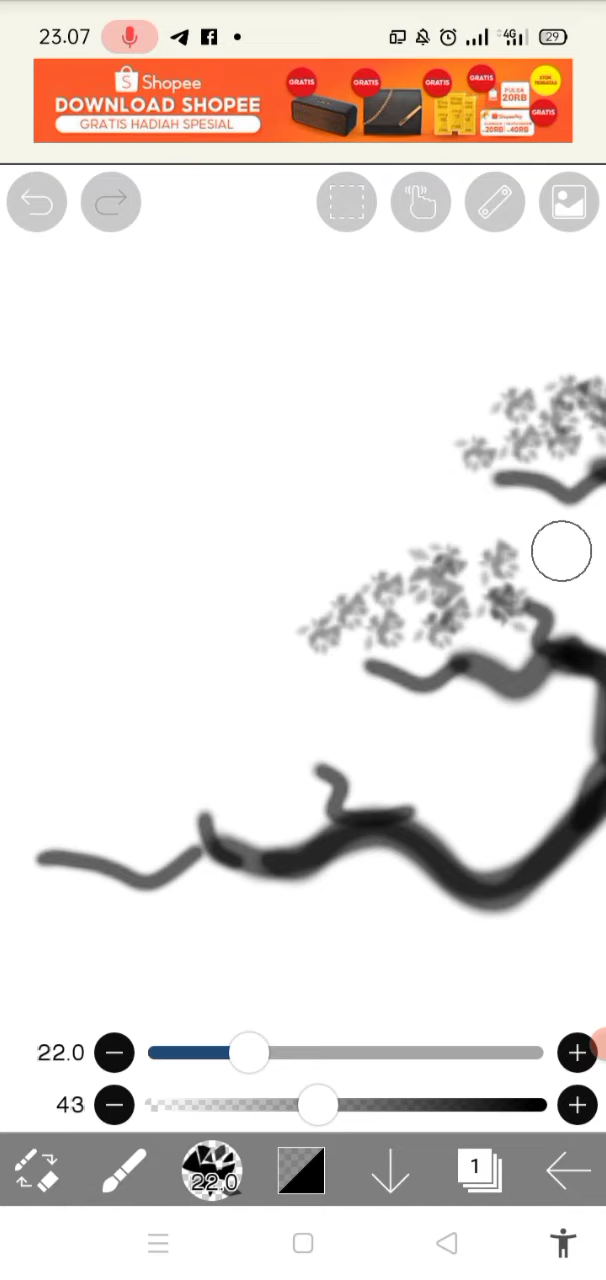 23.07
4G
29
Shopee
DOWNLOAD SHOPEE
GRATIS HADIAH SPESIAL
GRATIS
GRATIS
GRATIS
GRATIS
PULSA
20RB
GRATIS
22.0
43
22.0
1